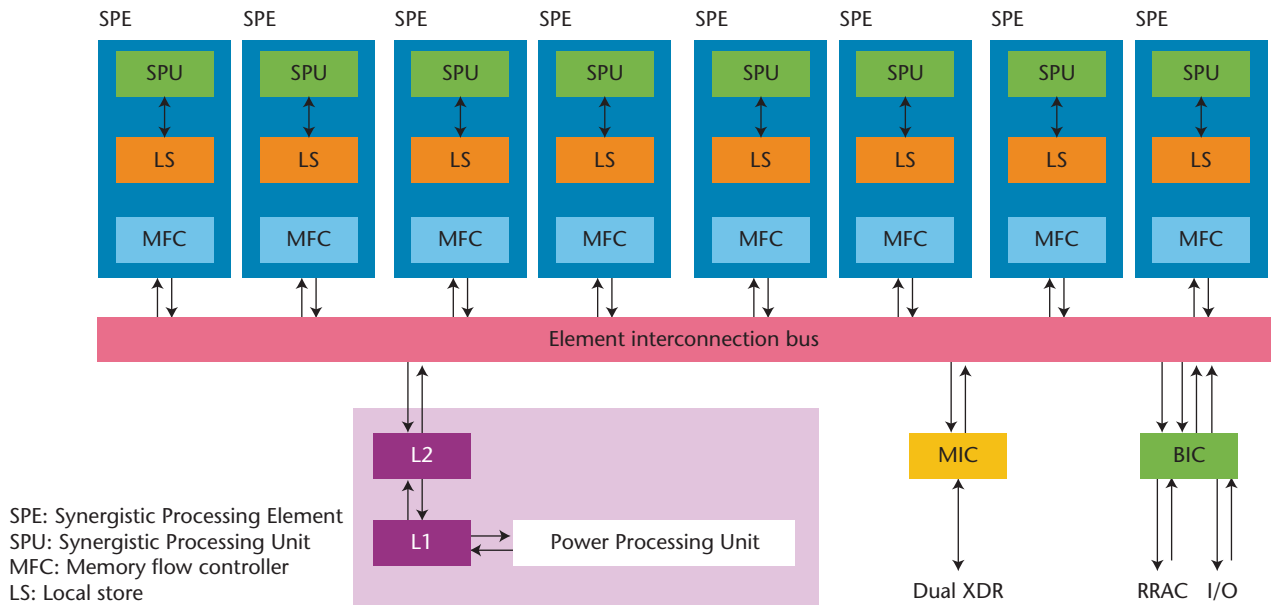 SPE SPE SPE SPE SPE SPE SPE SPE
SPU SPU SPU SPU SPU SPU SPU SPU
LS LS LS LS LS LS LS LS
MFC MFC MFC MFC MFC MFC MFC MFC
Element interconnection bus
L2 MIC BIC
L1 Power Processing Unit
SPE: Synergistic Processing Element
SPU: Synergistic Processing Unit
MFC: Memory flow controller
LS: Local store
Dual XDR RRAC I/O